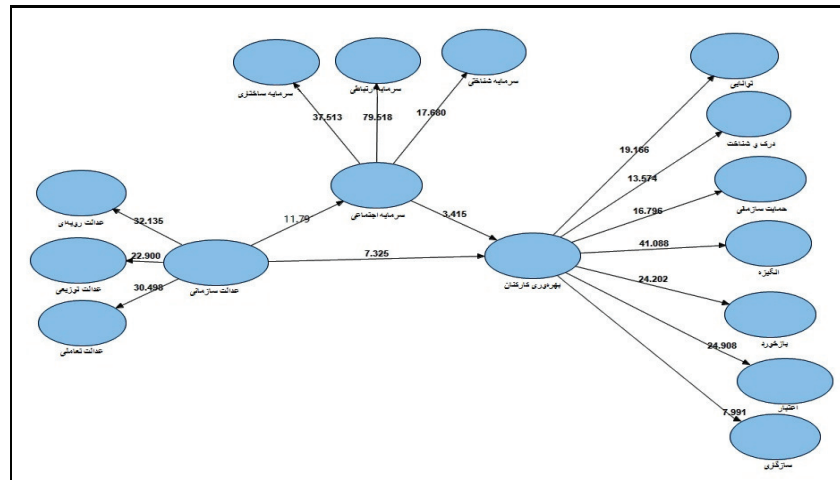 توانایی
سرمایه شناختی
سرمایه ارتباطی
سرمایه ساختاری
37.513
79.518
17.680
19.166
درک و شناخت
13.574
حمایت سازمانی
16.796
سرمایه اجتماعی
عدالت رویه‌ای
32.135
11.79
3.415
41.088
انگیزه
22.900
7.325
عدالت توزیعی
عدالت سازمانی
بهره‌وری کارکنان
24.202
30.498
بازخورد
عدالت تعاملی
24.908
اعتبار
7.991
سازگاری